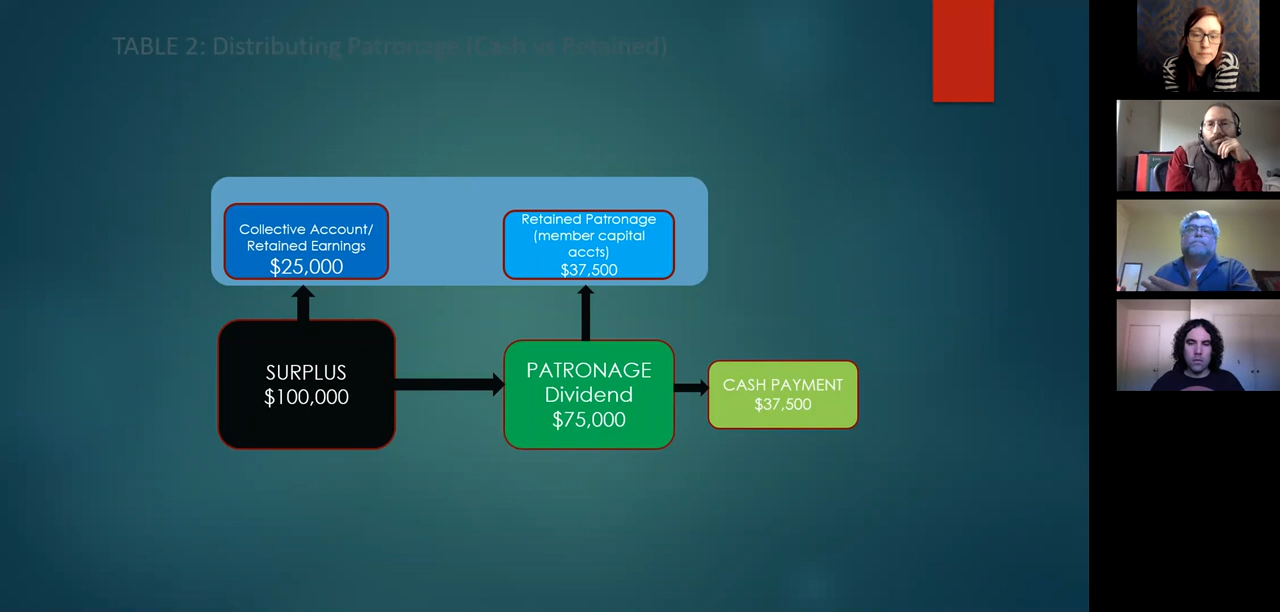 TABLE 2: Distributing Patronage (Cash vs Retained)
Collective Account/
Retained Earnings
$25,000
Retained Patronage
(member capital
accts)
$37,500
SURPLUS
$100,000
PATRONAGE
Dividend
$75,000
CASH PAYMENT
$37,500